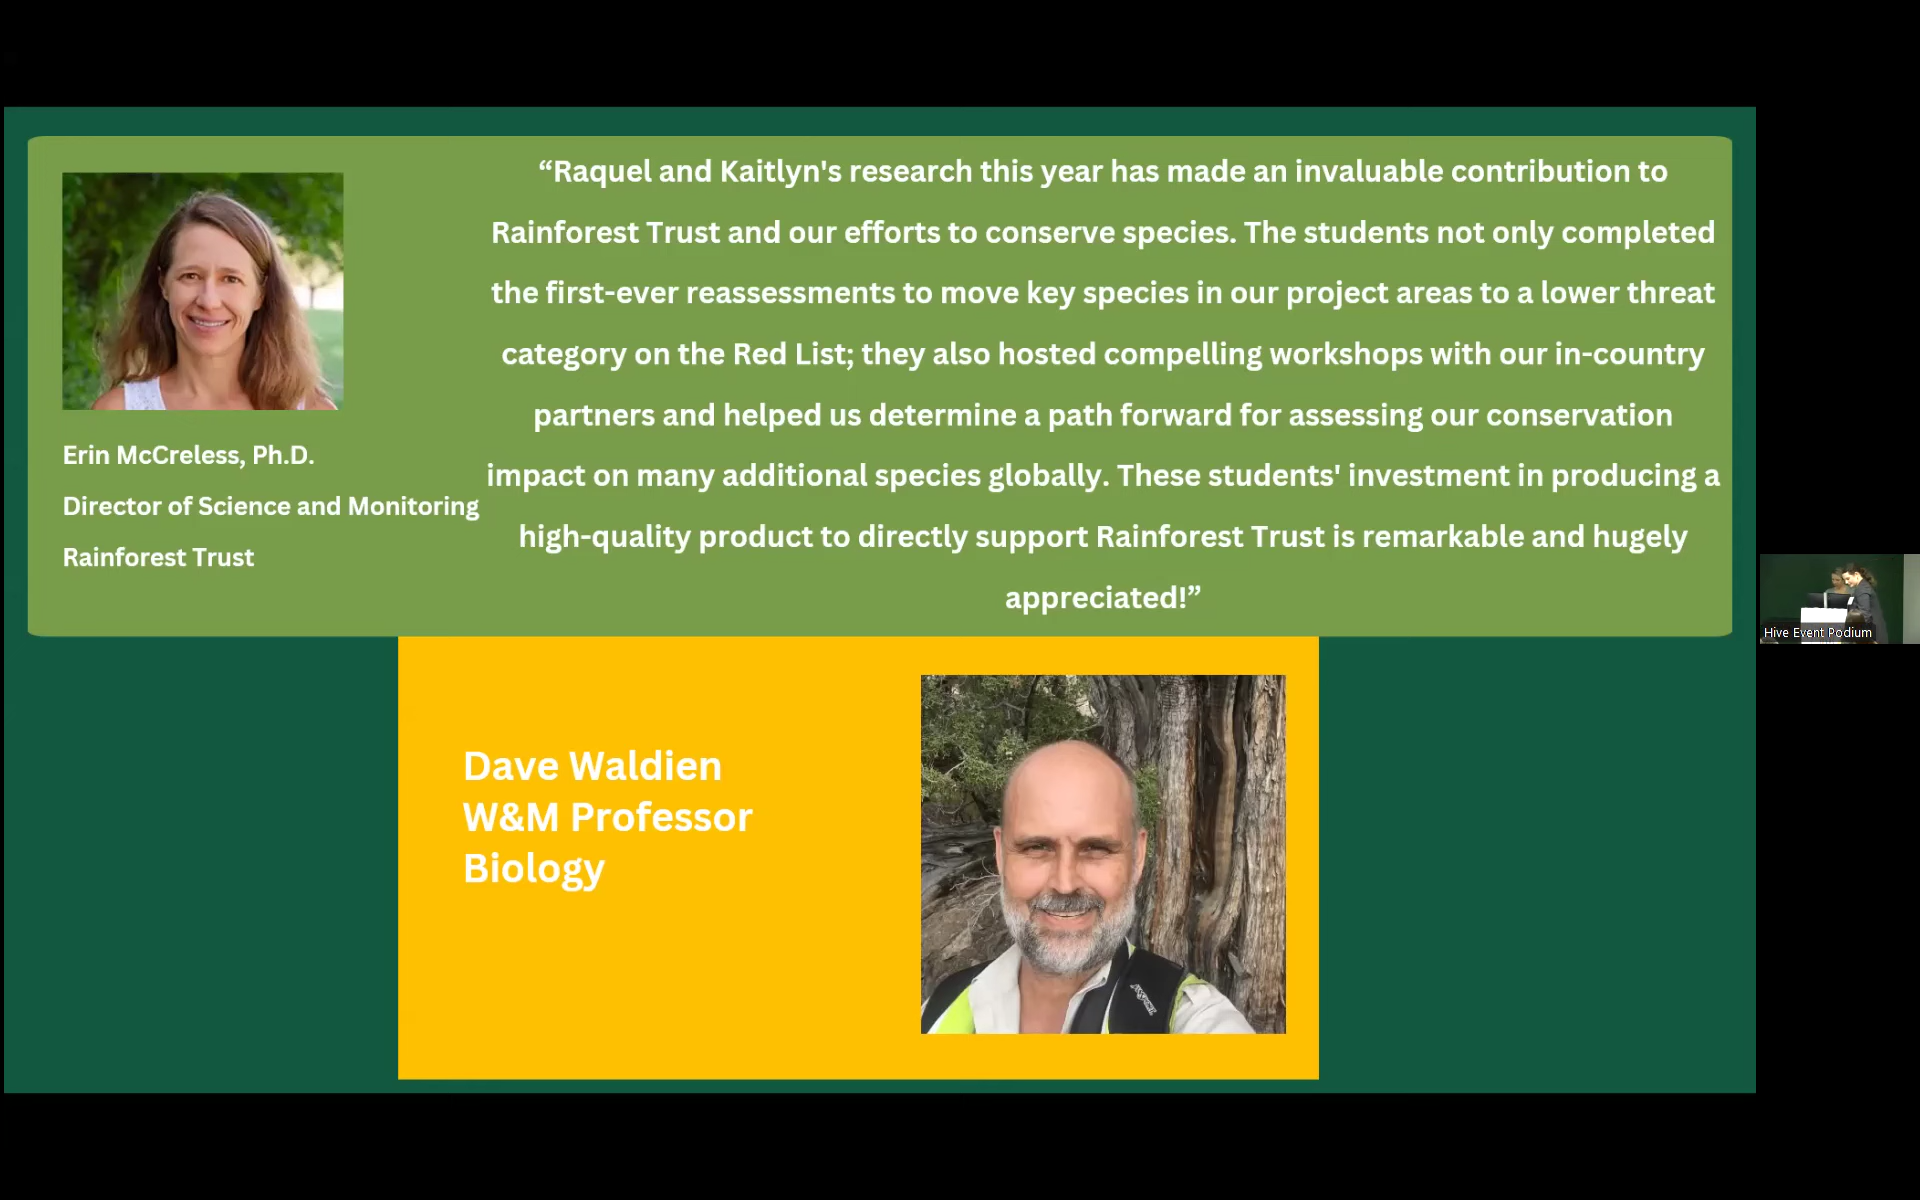 “Raquel and Kaitlyn's research this year has made an invaluable contribution to
Rainforest Trust and our efforts to conserve species. The students not only completed
the first-ever reassessments to move key species in our project areas to a lower threat
category on the Red List; they also hosted compelling workshops with our in-country
partners and helped us determine a path forward for assessing our conservation
impact on many additional species globally. These students' investment in producing a
high-quality product to directly support Rainforest Trust is remarkable and hugely
appreciated!”
Erin McCreless, Ph.D.
Director of Science and Monitoring
Rainforest Trust
Dave Waldien
W&M Professor
Biology
Hive Event Podium